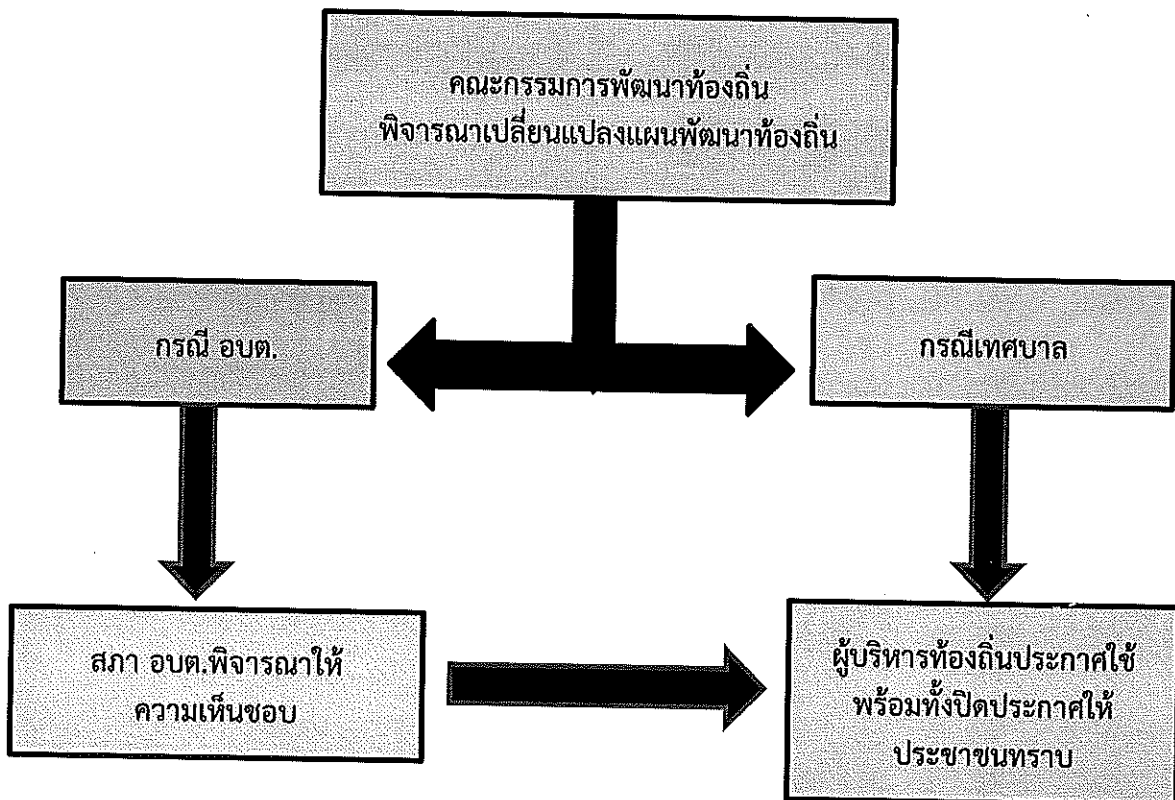 คณะกรรมการพัฒนาท้องถิ่น
พิจารณาเปลี่ยนแปลงแผนพัฒนาท้องถิ่น
กรณี อบต.
กรณีเทศบาล
สภา อบต.พิจารณาให้
ความเห็นชอบ
ผู้บริหารท้องถิ่นประกาศใช้
พร้อมทั้งปิดประกาศให้
ประชาชนทราบ